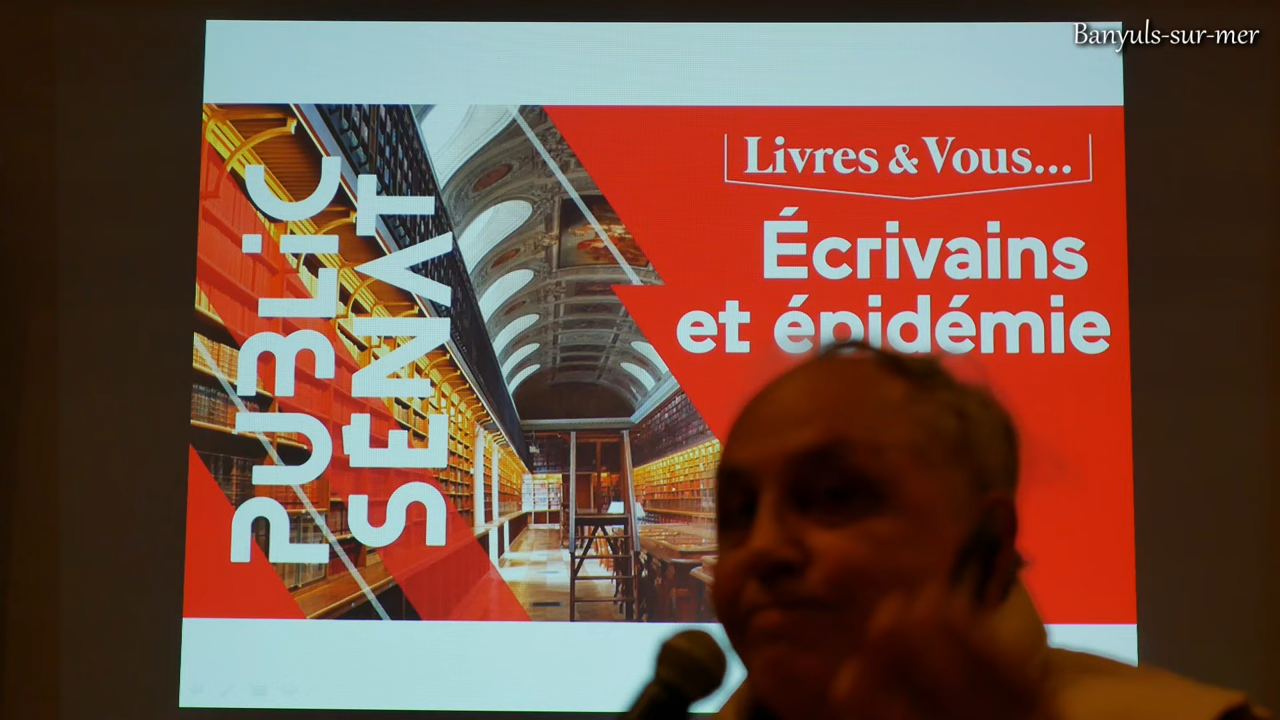 Banyuls-sur-mer
PUBLiC
SÉNAT
Livres & Vous...
Écrivains
et épidémie